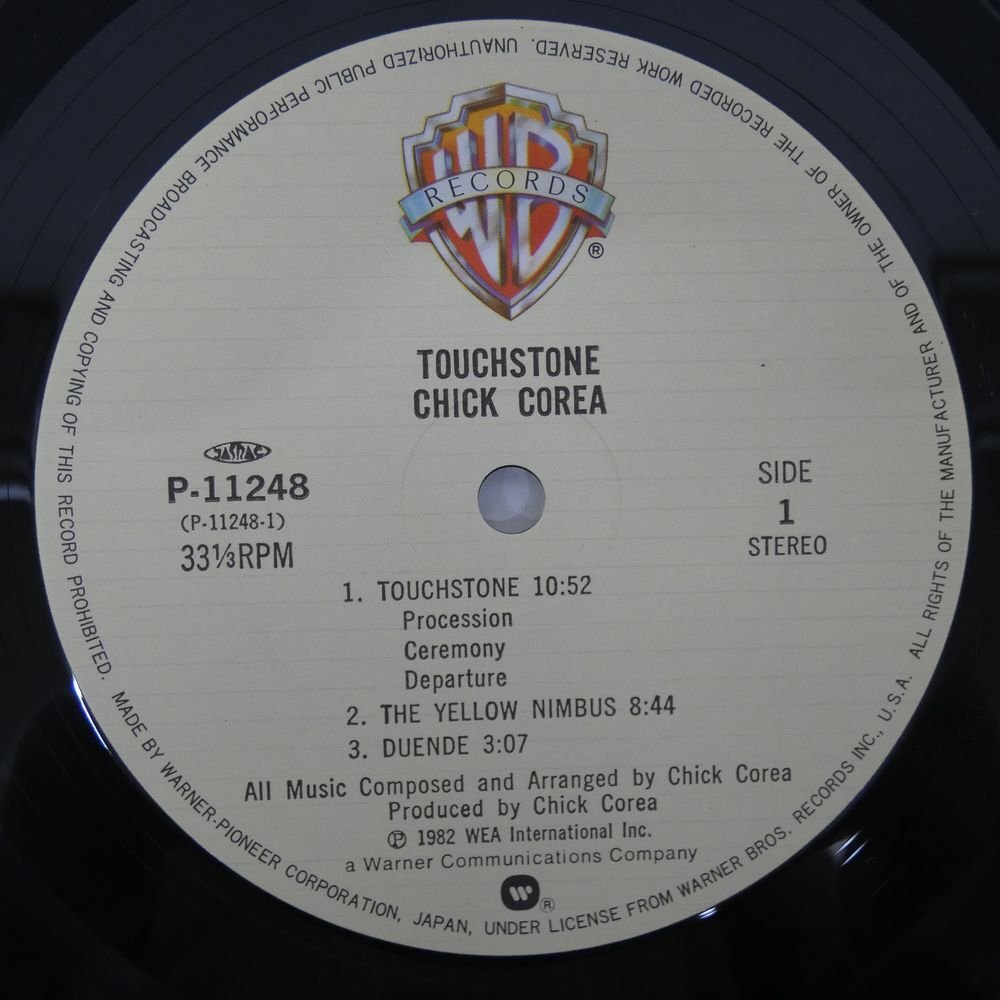 WB
RECORDS
®
TOUCHSTONE
CHICK COREA
JASRAC
P-11248
(P-11248-1)
33⅓RPM
SIDE
1
STEREO
1. TOUCHSTONE 10:52
Procession
Ceremony
Departure
2. THE YELLOW NIMBUS 8:44
3. DUENDE 3:07
All Music Composed and Arranged by Chick Corea
Produced by Chick Corea
℗ 1982 WEA International Inc.
a Warner Communications Company
®
MADE BY WARNER-PIONEER CORPORATION, JAPAN, UNDER LICENSE FROM WARNER BROS. RECORDS INC., U.S.A. ALL RIGHTS OF THE MANUFACTURER AND OF THE OWNER OF THE RECORDED WORK RESERVED. UNAUTHORIZED PUBLIC PERFORMANCE BROADCASTING AND COPYING OF THIS RECORD PROHIBITED.